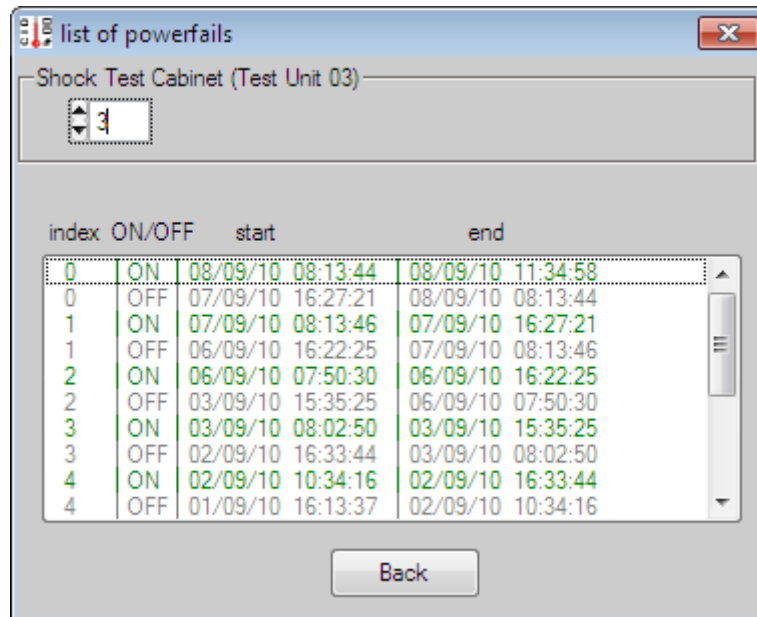 list of powerfails
Shock Test Cabinet (Test Unit 03)
3
index ON/OFF start end
0 ON 08/09/10 08:13:44 08/09/10 11:34:58
0 OFF 07/09/10 16:27:21 08/09/10 08:13:44
1 ON 07/09/10 08:13:46 07/09/10 16:27:21
1 OFF 06/09/10 16:22:25 07/09/10 08:13:46
2 ON 06/09/10 07:50:30 06/09/10 16:22:25
2 OFF 03/09/10 15:35:25 06/09/10 07:50:30
3 ON 03/09/10 08:02:50 03/09/10 15:35:25
3 OFF 02/09/10 16:33:44 03/09/10 08:02:50
4 ON 02/09/10 10:34:16 02/09/10 16:33:44
4 OFF 01/09/10 16:13:37 02/09/10 10:34:16
Back